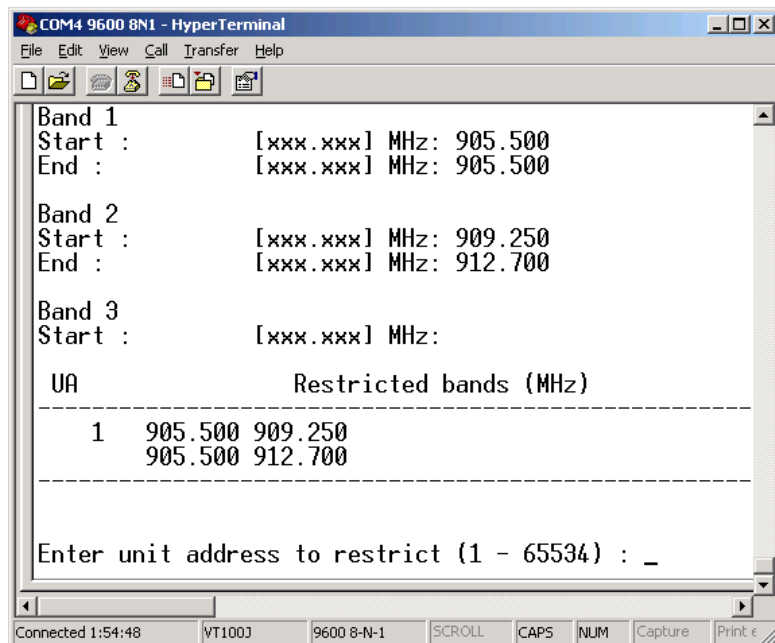 COM4 9600 8N1 - HyperTerminal
File Edit View Call Transfer Help
Band 1
Start : [xxx.xxx] MHz: 905.500
End : [xxx.xxx] MHz: 905.500
Band 2
Start : [xxx.xxx] MHz: 909.250
End : [xxx.xxx] MHz: 912.700
Band 3
Start : [xxx.xxx] MHz:
UA Restricted bands (MHz)
1 905.500 909.250
905.500 912.700
Enter unit address to restrict (1 - 65534) : _
Connected 1:54:48 VT100J 9600 8-N-1 SCROLL CAPS NUM Capture Print e